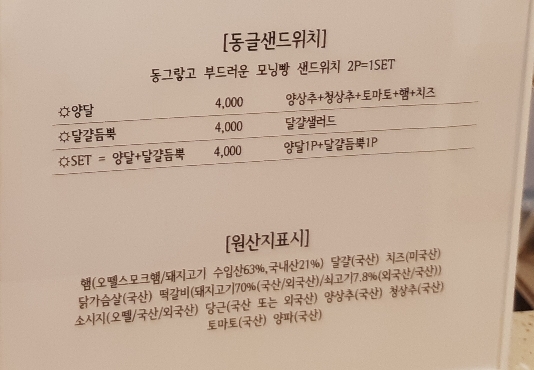 [동글샌드위치]
동그랗고 부드러운 모닝빵 샌드위치 2P=1SET
☼양달 4,000 양상추+청상추+토마토+햄+치즈
☼달걀듬뿍 4,000 달걀샐러드
☼SET = 양달+달걀듬뿍 4,000 양달1P+달걀듬뿍1P
[원산지표시]
햄(오뗄스모크햄/돼지고기 수입산63%,국내산21%) 달걀(국산) 치즈(미국산)
닭가슴살(국산) 떡갈비(돼지고기70%(국산/외국산)/쇠고기7.8%(외국산/국산))
소시지(오뗄/국산/외국산) 당근(국산 또는 외국산) 양상추(국산) 청상추(국산)
토마토(국산) 양파(국산)